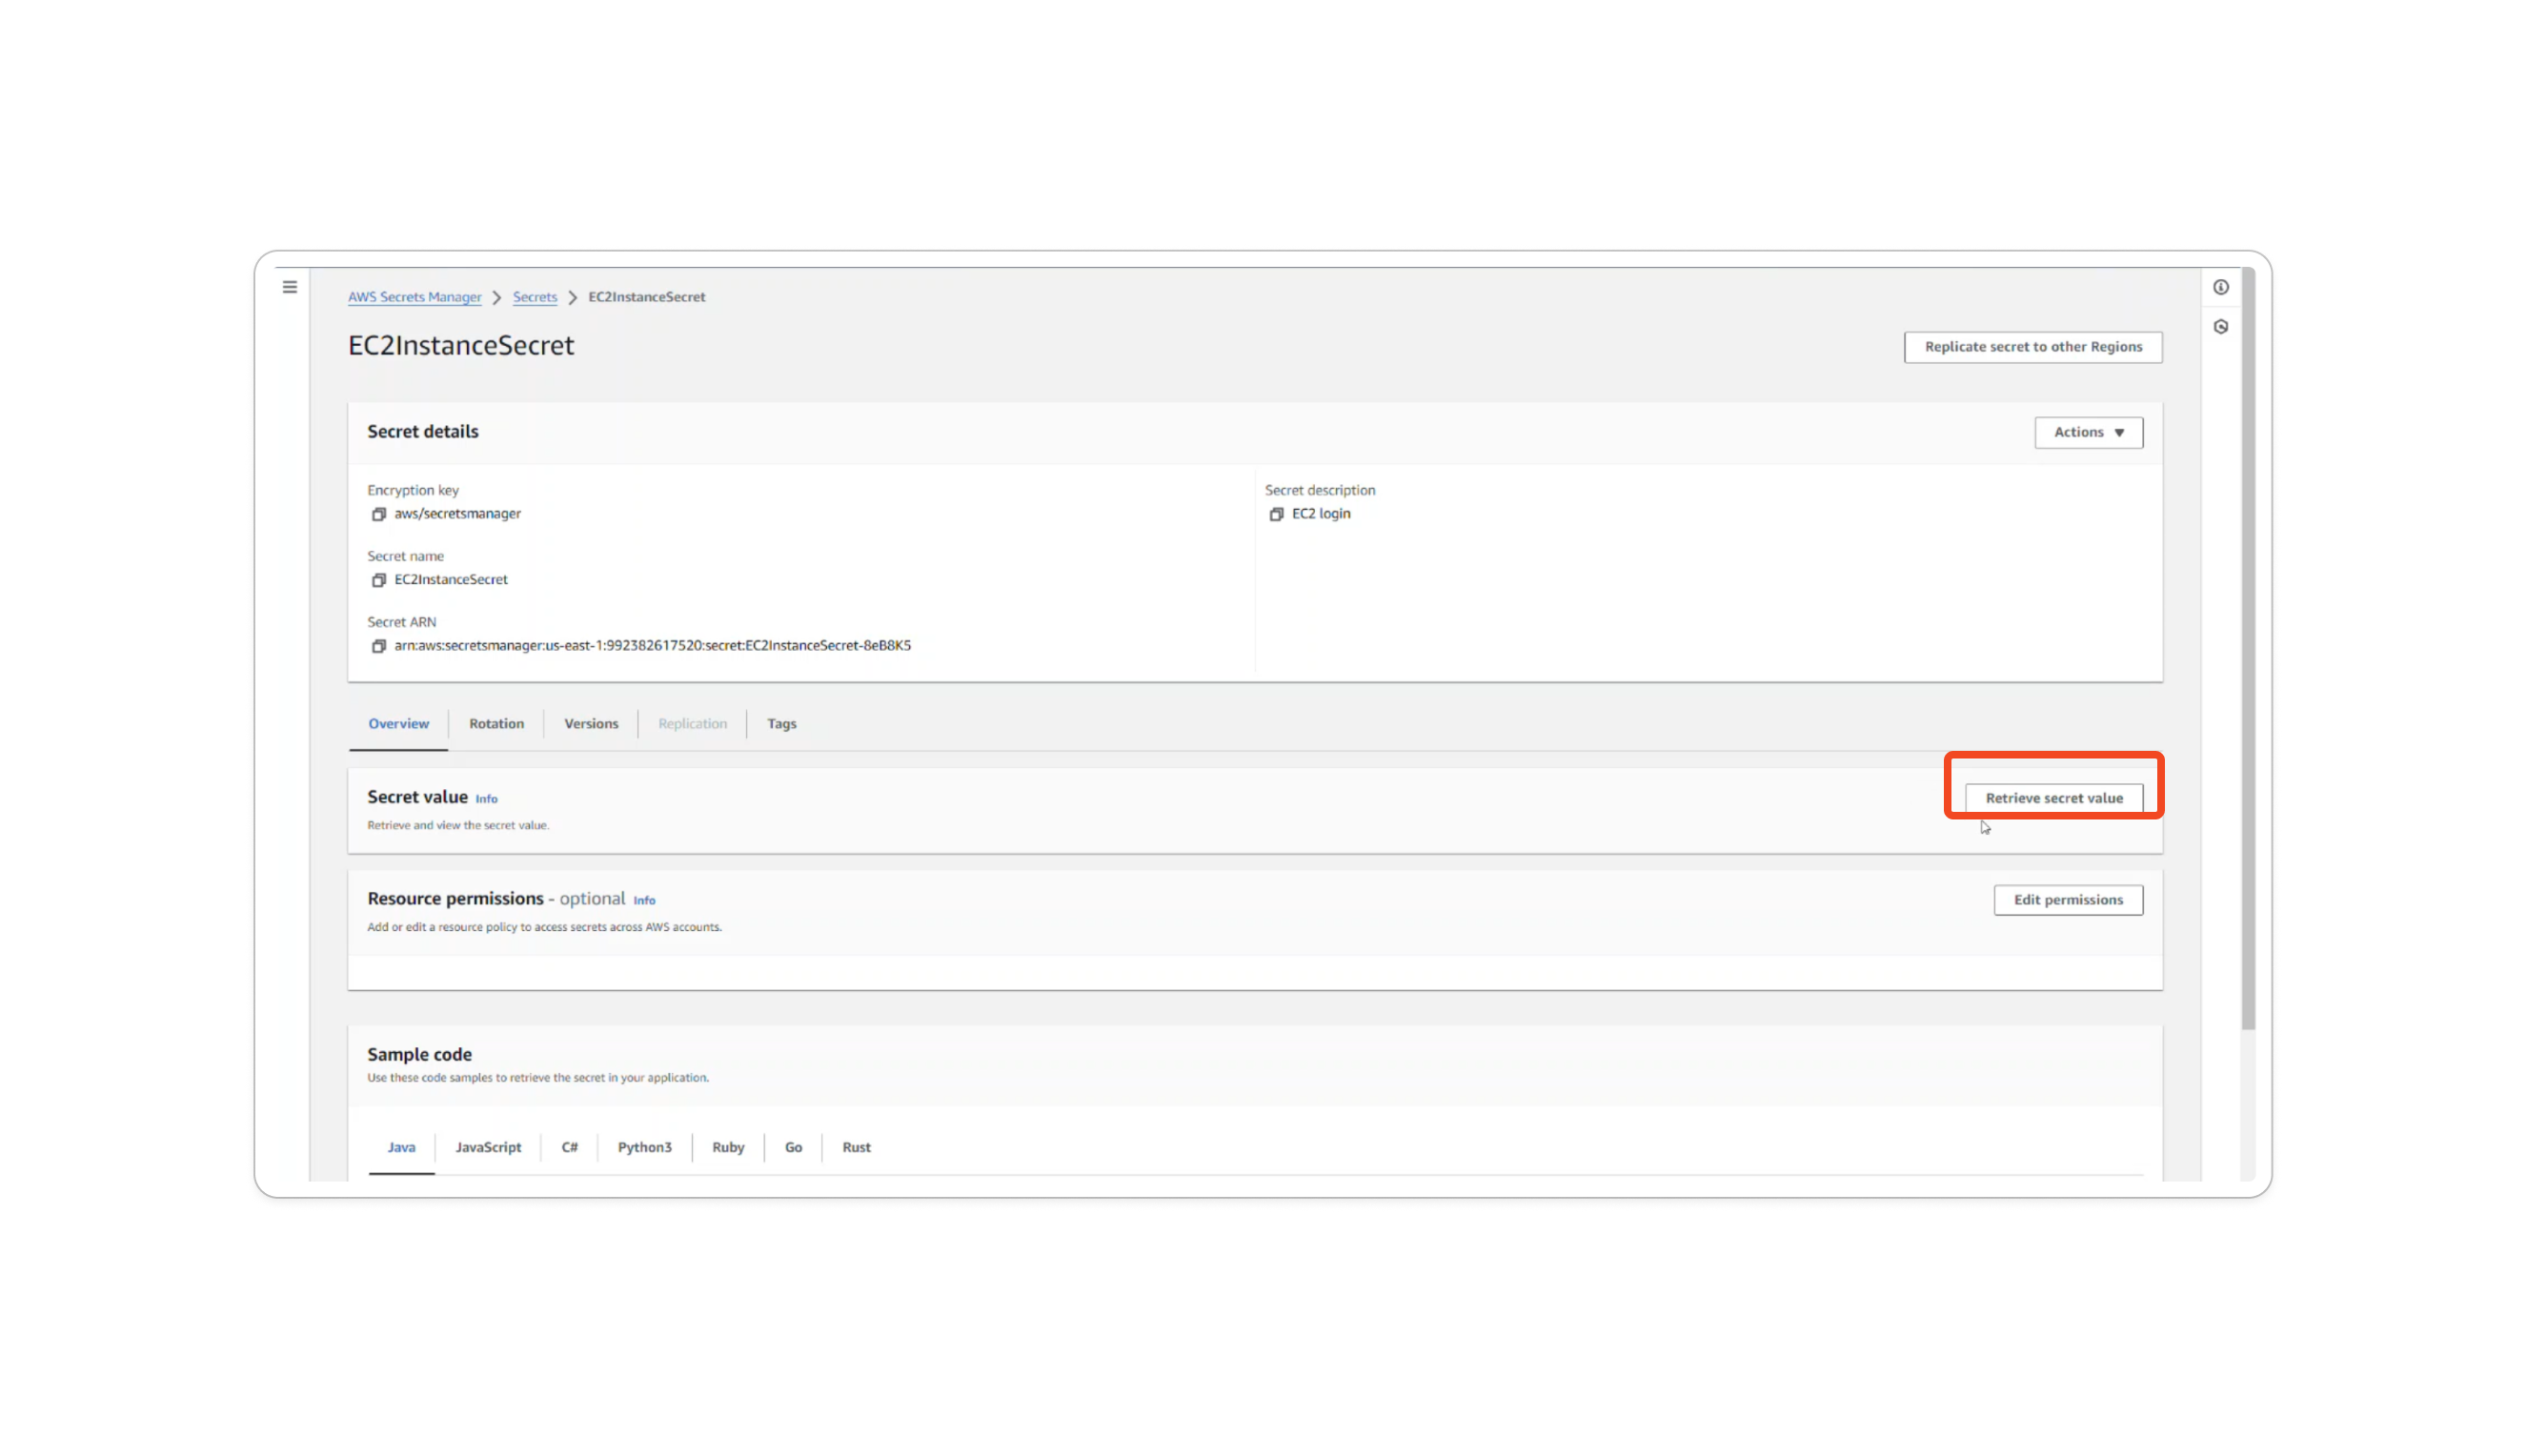 AWS Secrets Manager > Secrets > EC2InstanceSecret
EC2InstanceSecret
Replicate secret to other Regions
Secret details
Actions ▼
Encryption key
aws/secretsmanager
Secret description
EC2 login
Secret name
EC2InstanceSecret
Secret ARN
arn:aws:secretsmanager:us-east-1:992382617520:secret:EC2InstanceSecret-8eB8K5
Overview
Rotation
Versions
Replication
Tags
Secret value Info
Retrieve secret value
Retrieve and view the secret value.
Resource permissions - optional Info
Edit permissions
Add or edit a resource policy to access secrets across AWS accounts.
Sample code
Use these code samples to retrieve the secret in your application.
Java
JavaScript
C#
Python3
Ruby
Go
Rust